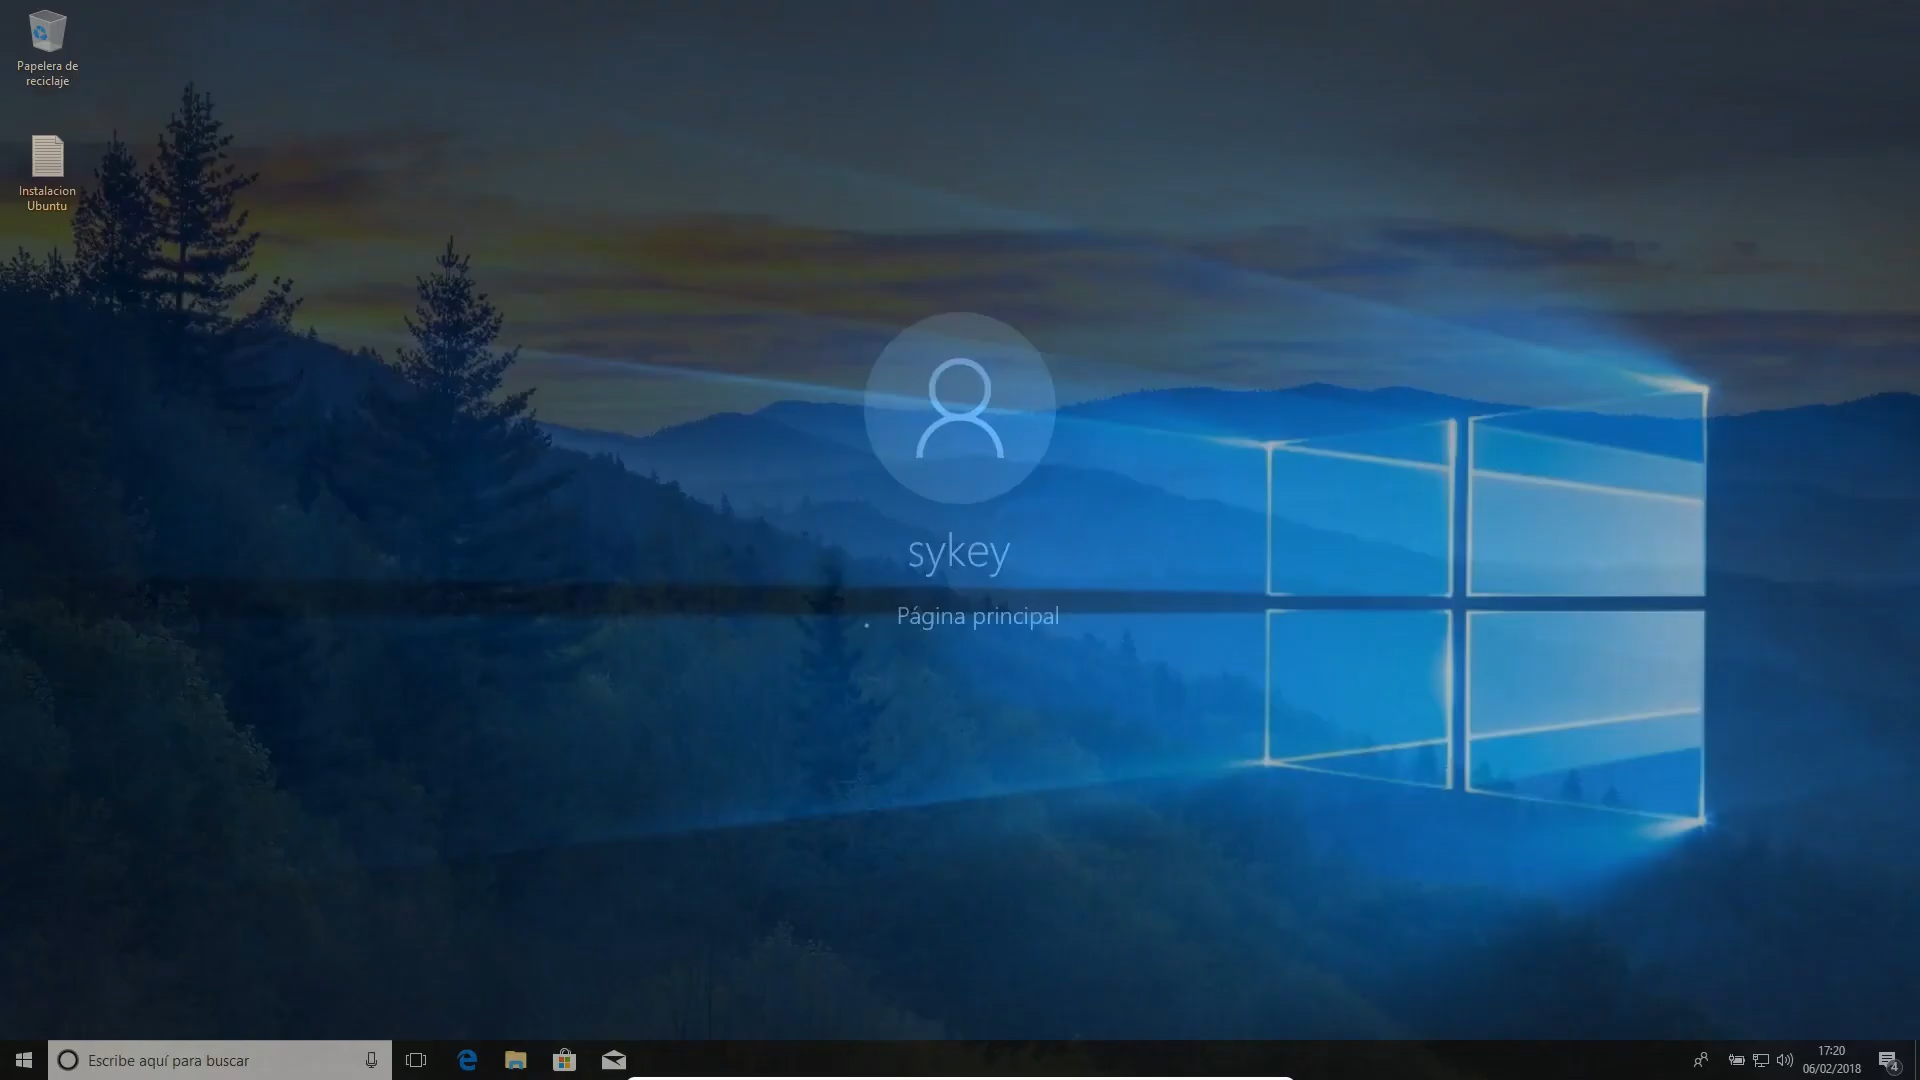 Papelera de
reciclaje
Instalacion
Ubuntu
sykey
Página principal
Escribe aquí para buscar
17:20
06/02/2018
4